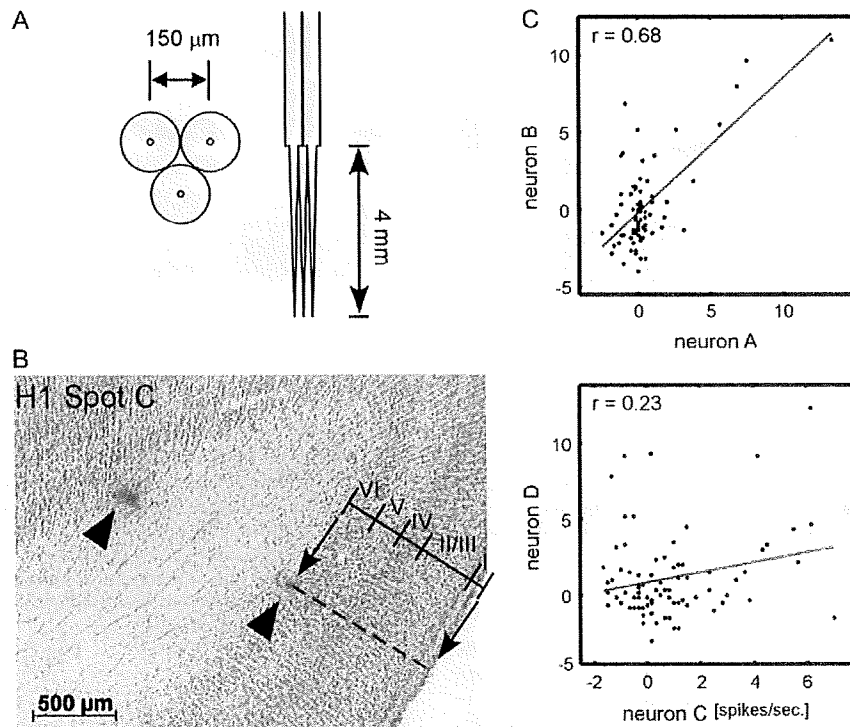 A
150 µm
4 mm
B
H1 Spot C
VI
V
IV
II/III
500 µm
C
r = 0.68
10
5
0
-5
neuron B
0
5
10
neuron A
r = 0.23
10
5
0
-5
neuron D
-2
0
2
4
6
neuron C [spikes/sec.]